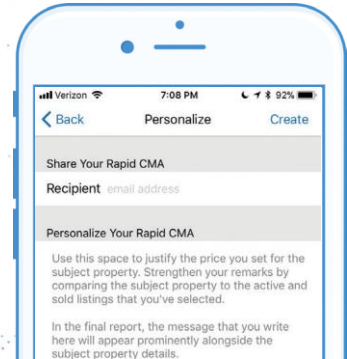 Verizon 7:08 PM 92%
Back Personalize Create
Share Your Rapid CMA
Recipient email address
Personalize Your Rapid CMA
Use this space to justify the price
you set for the
subject property. Strengthen your remarks by
comparing the subject property to the active and
sold listings that you've selected.
In the final report, the message that you write
here will appear prominently alongside the
subject property details.